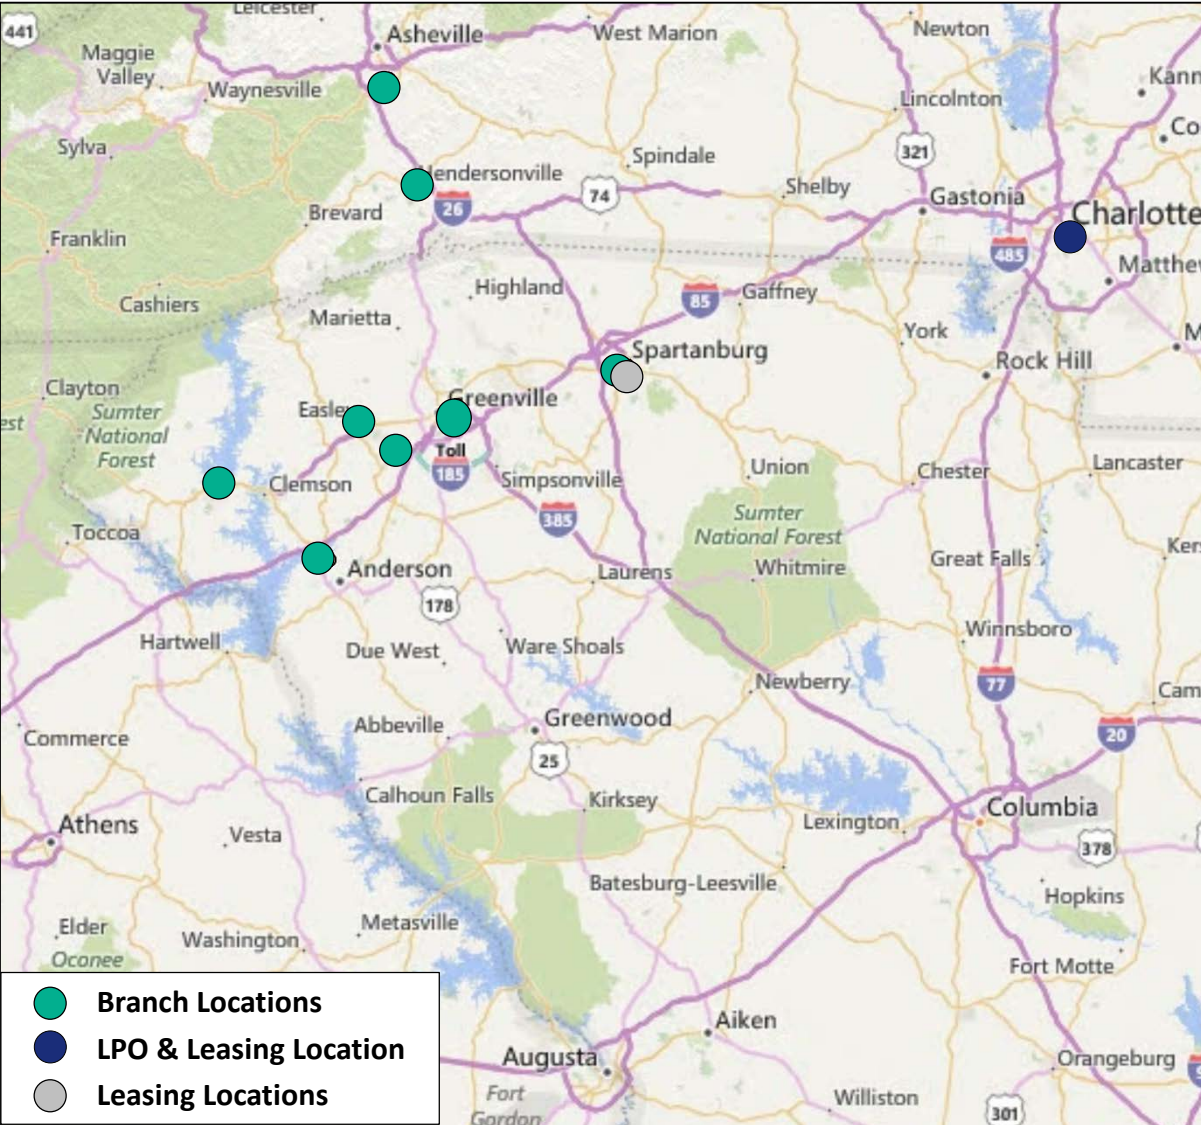 Leicester
441
Asheville
West Marion
Newton
Maggie
Valley
Waynesville
Kann
Lincolnton
Co
Sylva
Spindale
321
Hendersonville
74
Shelby
Gastonia
Brevard
26
Charlotte
Franklin
485
Matthew
Highland
85
Gaffney
Cashiers
Marietta
York
M
Spartanburg
Rock Hill
Clayton
Greenville
Easley
Sumter
National
Forest
est
Toll
185
Union
Chester
Lancaster
Clemson
Simpsonville
385
Sumter
National Forest
Toccoa
Great Falls
Kers
Anderson
Laurens
Whitmire
178
Hartwell
Due West
Ware Shoals
Winnsboro
77
Newberry
Cam
Abbeville
Greenwood
20
Commerce
25
Calhoun Falls
Kirksey
Columbia
Athens
Vesta
Lexington
378
Batesburg-Leesville
Hopkins
Elder
Metasville
Oconee
Washington
Fort Motte
Branch Locations
LPO & Leasing Location
Leasing Locations
Aiken
Augusta
Orangeburg
9
Fort
Gordon
Williston
301